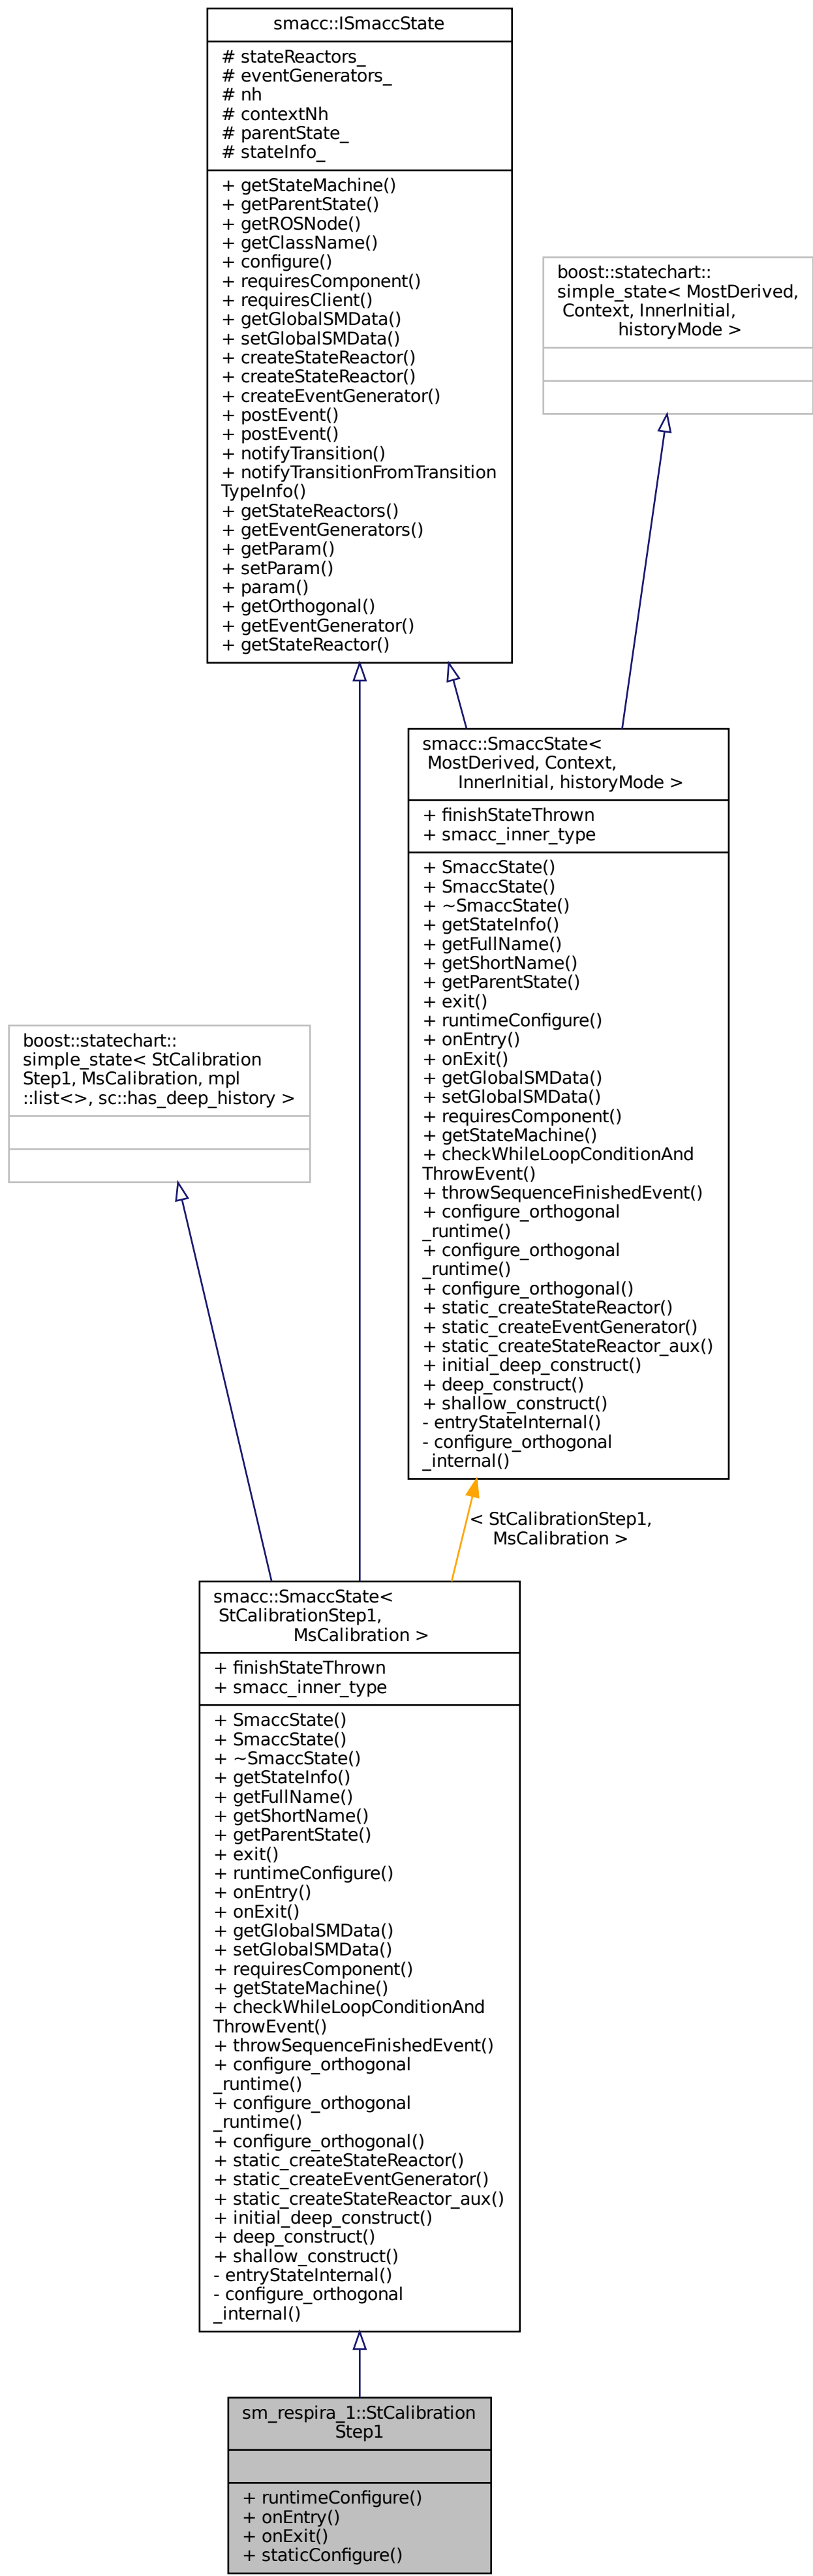 smacc::ISmaccState
# stateReactors_
# eventGenerators_
# nh
# contextNh
# parentState_
# stateInfo_
+ getStateMachine()
+ getParentState()
+ getROSNode()
+ getClassName()
+ configure()
+ requiresComponent()
+ requiresClient()
+ getGlobalSMData()
+ setGlobalSMData()
+ createStateReactor()
+ createStateReactor()
+ createEventGenerator()
+ postEvent()
+ postEvent()
+ notifyTransition()
+ notifyTransitionFromTransition
TypeInfo()
+ getStateReactors()
+ getEventGenerators()
+ getParam()
+ setParam()
+ param()
+ getOrthogonal()
+ getEventGenerator()
+ getStateReactor()
boost::statechart::
simple_state< MostDerived,
Context, InnerInitial,
historyMode >
smacc::SmaccState<
MostDerived, Context,
InnerInitial, historyMode >
+ finishStateThrown
+ smacc_inner_type
+ SmaccState()
+ SmaccState()
+ ~SmaccState()
+ getStateInfo()
+ getFullName()
+ getShortName()
+ getParentState()
+ exit()
+ runtimeConfigure()
+ onEntry()
+ onExit()
+ getGlobalSMData()
+ setGlobalSMData()
+ requiresComponent()
+ getStateMachine()
+ checkWhileLoopConditionAnd
ThrowEvent()
+ throwSequenceFinishedEvent()
+ configure_orthogonal
_runtime()
+ configure_orthogonal
_runtime()
+ configure_orthogonal()
+ static_createStateReactor()
+ static_createEventGenerator()
+ static_createStateReactor_aux()
+ initial_deep_construct()
+ deep_construct()
+ shallow_construct()
- entryStateInternal()
- configure_orthogonal
_internal()
boost::statechart::
simple_state< StCalibration
Step1, MsCalibration, mpl
::list<>, sc::has_deep_history >
< StCalibrationStep1,
MsCalibration >
smacc::SmaccState<
StCalibrationStep1,
MsCalibration >
+ finishStateThrown
+ smacc_inner_type
+ SmaccState()
+ SmaccState()
+ ~SmaccState()
+ getStateInfo()
+ getFullName()
+ getShortName()
+ getParentState()
+ exit()
+ runtimeConfigure()
+ onEntry()
+ onExit()
+ getGlobalSMData()
+ setGlobalSMData()
+ requiresComponent()
+ getStateMachine()
+ checkWhileLoopConditionAnd
ThrowEvent()
+ throwSequenceFinishedEvent()
+ configure_orthogonal
_runtime()
+ configure_orthogonal
_runtime()
+ configure_orthogonal()
+ static_createStateReactor()
+ static_createEventGenerator()
+ static_createStateReactor_aux()
+ initial_deep_construct()
+ deep_construct()
+ shallow_construct()
- entryStateInternal()
- configure_orthogonal
_internal()
sm_respira_1::StCalibration
Step1
+ runtimeConfigure()
+ onEntry()
+ onExit()
+ staticConfigure()